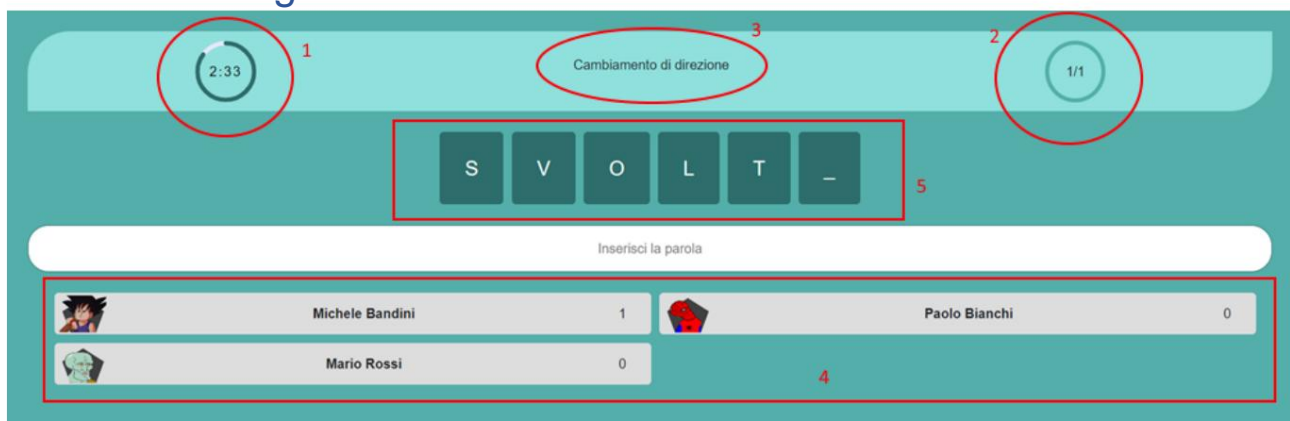 1
2:33
Cambiamento di direzione
3
2
1/1
S V O L T _
5
Inserisci la parola
Michele Bandini 1
Paolo Bianchi 0
Mario Rossi 0
4